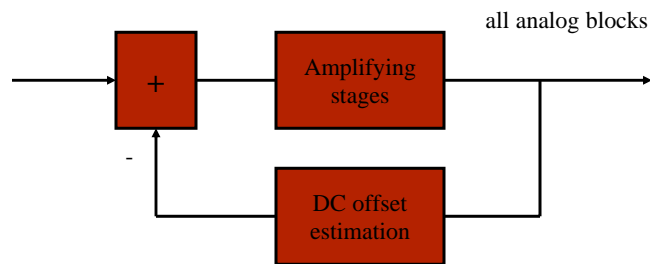 all analog blocks
+
Amplifying
stages
-
DC offset
estimation